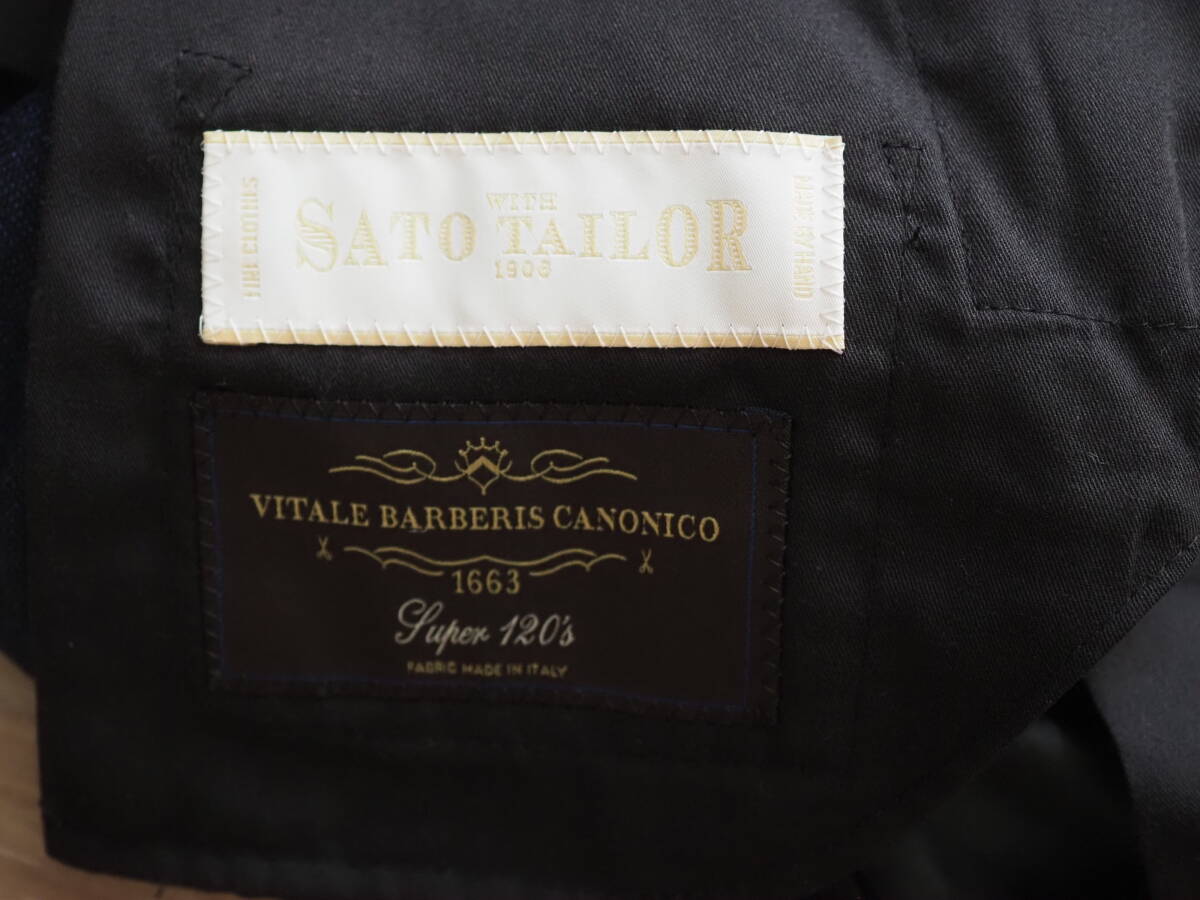 FINE CLOTHS
WITH
SATO TAILOR
1906
MADE BY HAND
VITALE BARBERIS CANONICO
1663
Super 120's
FABRIC MADE IN ITALY